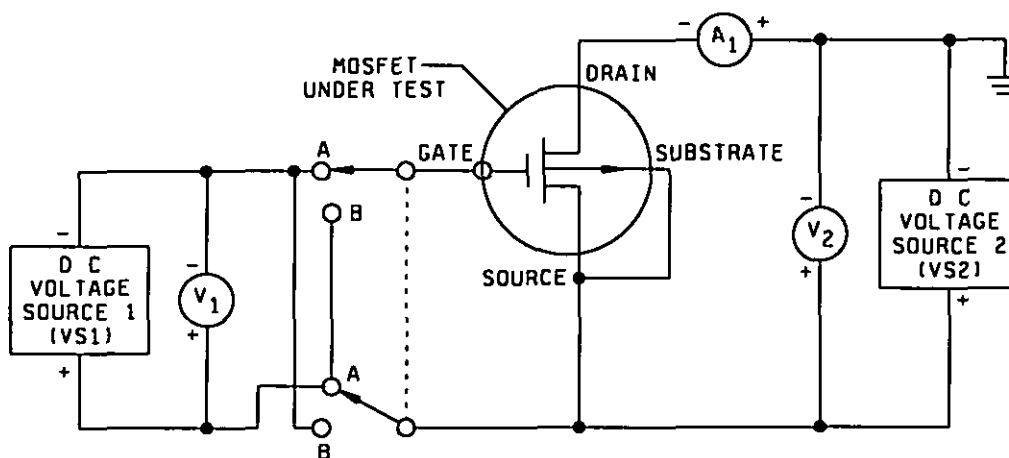 - A1 +
MOSFET
UNDER TEST
DRAIN
A
GATE
SUBSTRATE
B
-
D C
VOLTAGE
SOURCE 1
(VS1)
+
-
V1
+
SOURCE
-
V2
+
-
D C
VOLTAGE
SOURCE 2
(VS2)
+
A
B